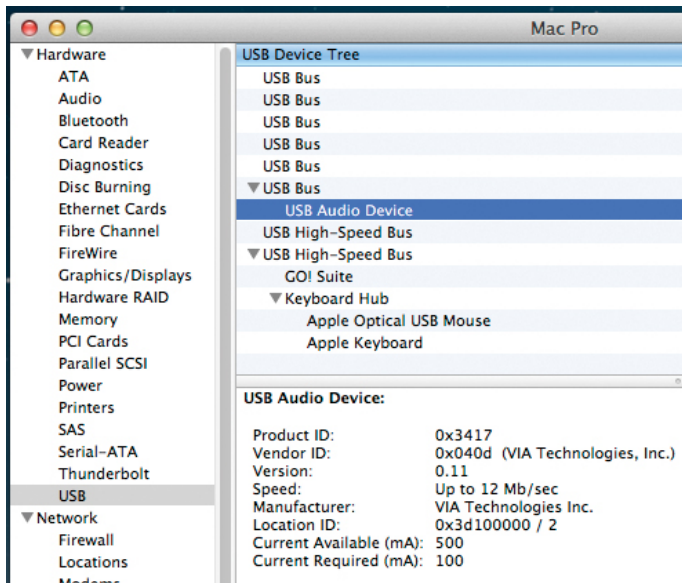 Mac Pro
Hardware
ATA
Audio
Bluetooth
Card Reader
Diagnostics
Disc Burning
Ethernet Cards
Fibre Channel
FireWire
Graphics/Displays
Hardware RAID
Memory
PCI Cards
Parallel SCSI
Power
Printers
SAS
Serial-ATA
Thunderbolt
USB
Network
Firewall
Locations
Modems
USB Device Tree
USB Bus
USB Bus
USB Bus
USB Bus
USB Bus
USB Bus
USB Audio Device
USB High-Speed Bus
USB High-Speed Bus
GO! Suite
Keyboard Hub
Apple Optical USB Mouse
Apple Keyboard
USB Audio Device:
Product ID: 0x3417
Vendor ID: 0x040d (VIA Technologies, Inc.)
Version: 0.11
Speed: Up to 12 Mb/sec
Manufacturer: VIA Technologies Inc.
Location ID: 0x3d100000 / 2
Current Available (mA): 500
Current Required (mA): 100